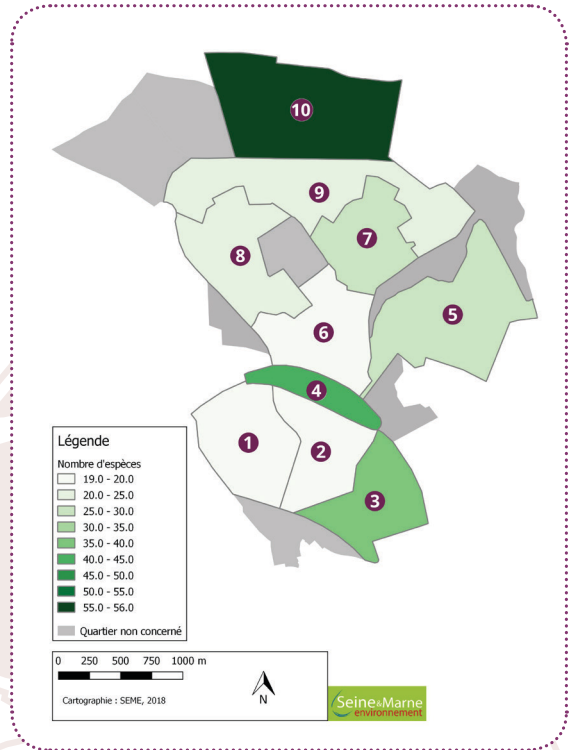 10
9
7
8
5
6
4
1
2
3
Légende
Nombre d'espèces
19.0 - 20.0
20.0 - 25.0
25.0 - 30.0
30.0 - 35.0
35.0 - 40.0
40.0 - 45.0
45.0 - 50.0
50.0 - 55.0
55.0 - 56.0
Quartier non concerné
0 250 500 750 1000 m
Cartographie : SEME, 2018
N
Seine&Marne
environnement